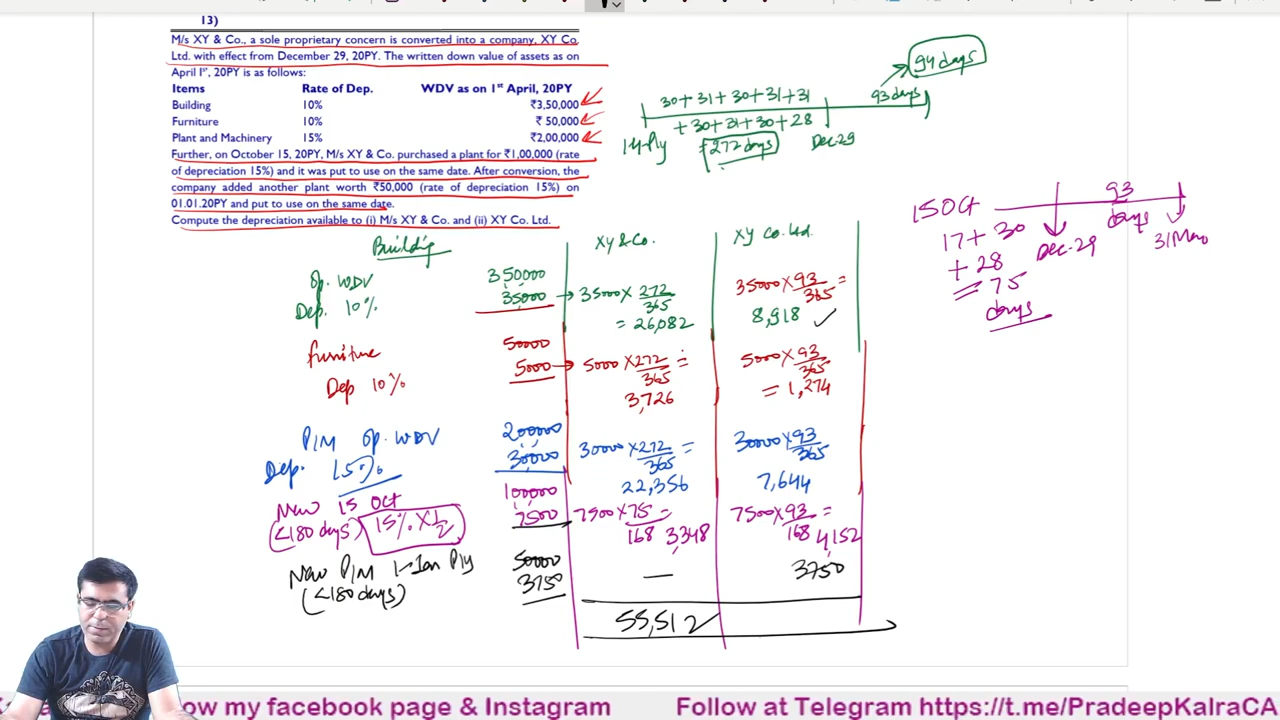 13)
M/s XY & Co., a sole proprietary concern is converted into a company, XY Co.
Ltd. with effect from December 29, 20PY. The written down value of assets as on
April 1st, 20PY is as follows:
Items Rate of Dep. WDV as on 1st April, 20PY
Building 10% ₹3,50,000
Furniture 10% ₹ 50,000
Plant and Machinery 15% ₹2,00,000
Further, on October 15, 20PY, M/s XY & Co. purchased a plant for ₹1,00,000 (rate
of depreciation 15%) and it was put to use on the same date. After conversion, the
company added another plant worth ₹50,000 (rate of depreciation 15%) on
01.01.20PY and put to use on the same date.
Compute the depreciation available to (i) M/s XY & Co. and (ii) XY Co. Ltd.
94 days
30+31+30+31+31 93 days
+30+31+30+28
=272 days Dec-29
15 Oct 93 days
17+30 Dec-29 31 Mar
+28
=75
days
Building XY & Co. XY Co. Ltd.
Op. WDV 350000
Dep. 10% 35,000 → 35000 × 272/365 35000 × 93/365 =
= 26,082 8,918 ✓
Furniture 50000
Dep 10% 5000 → 5000 × 272/365 = 5000 × 93/365
3,726 = 1,274
P/M Op. WDV 200000
Dep. 15% 30,000 30000 × 272/365 = 30000 × 93/365
22,356 7,644
New 15 Oct 100000
(<180 days) 15% × 1/2 7500 7500 × 75/168 = 3348 7500 × 93/168 = 4152
New P/M 1-Jan Ply 50000
(<180 days) 3750 — 3750
55,512 ✓
ow my facebook page & Instagram Follow at Telegram https://t.me/PradeepKalraCA